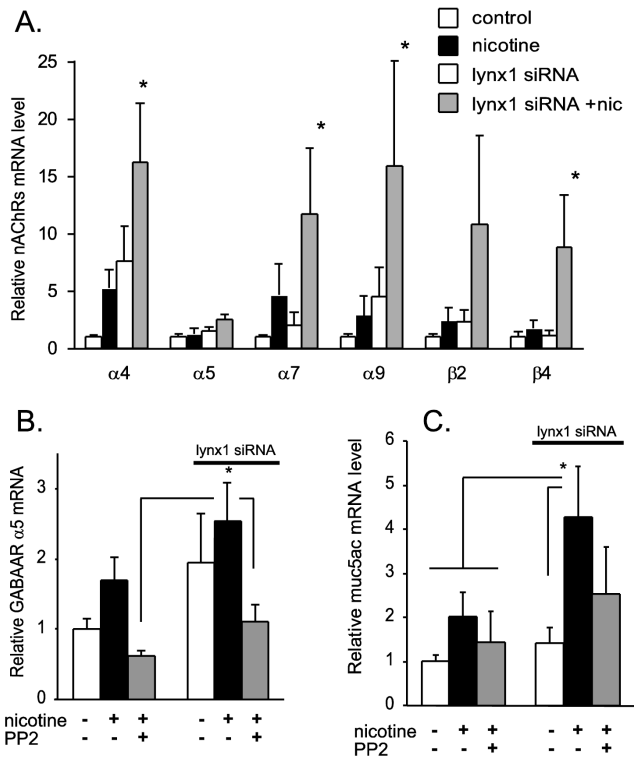 A.
control
nicotine
lynx1 siRNA
lynx1 siRNA +nic
Relative nAChRs mRNA level
25
20
15
10
5
0
* * * *
α4 α5 α7 α9 β2 β4
B.
lynx1 siRNA
*
Relative GABAAR α5 mRNA
3
2
1
0
nicotine - + + - + +
PP2 - - + - - +
C.
lynx1 siRNA
*
Relative muc5ac mRNA level
6
5
4
3
2
1
0
nicotine - + + - + +
PP2 - - + - - +